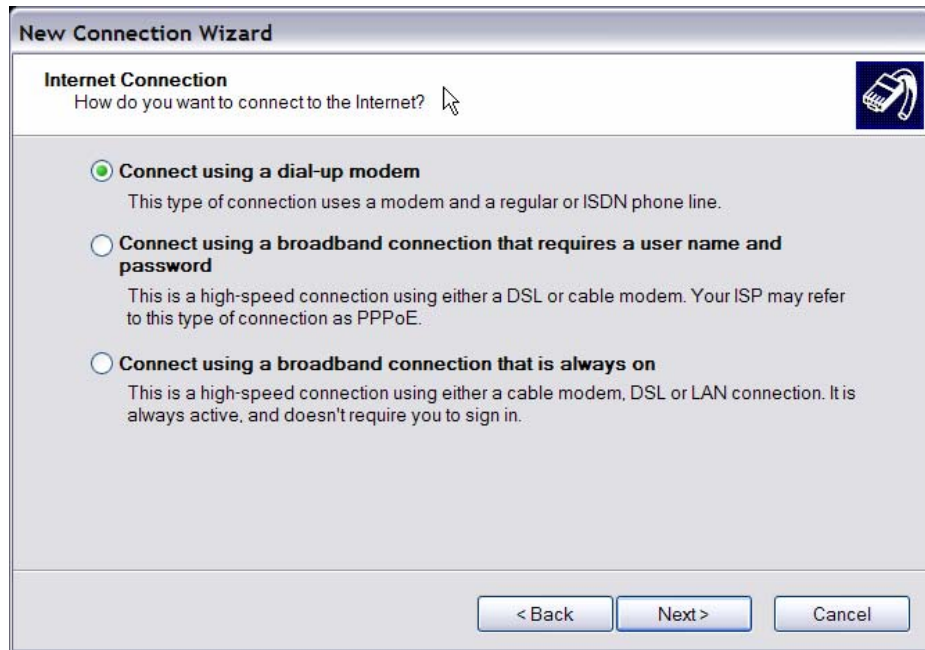 New Connection Wizard
Internet Connection
How do you want to connect to the Internet?
Connect using a dial-up modem
This type of connection uses a modem and a regular or ISDN phone line.
Connect using a broadband connection that requires a user name and
password
This is a high-speed connection using either a DSL or cable modem. Your ISP may refer
to this type of connection as PPPoE.
Connect using a broadband connection that is always on
This is a high-speed connection using either a cable modem, DSL or LAN connection. It is
always active, and doesn't require you to sign in.
< Back Next > Cancel